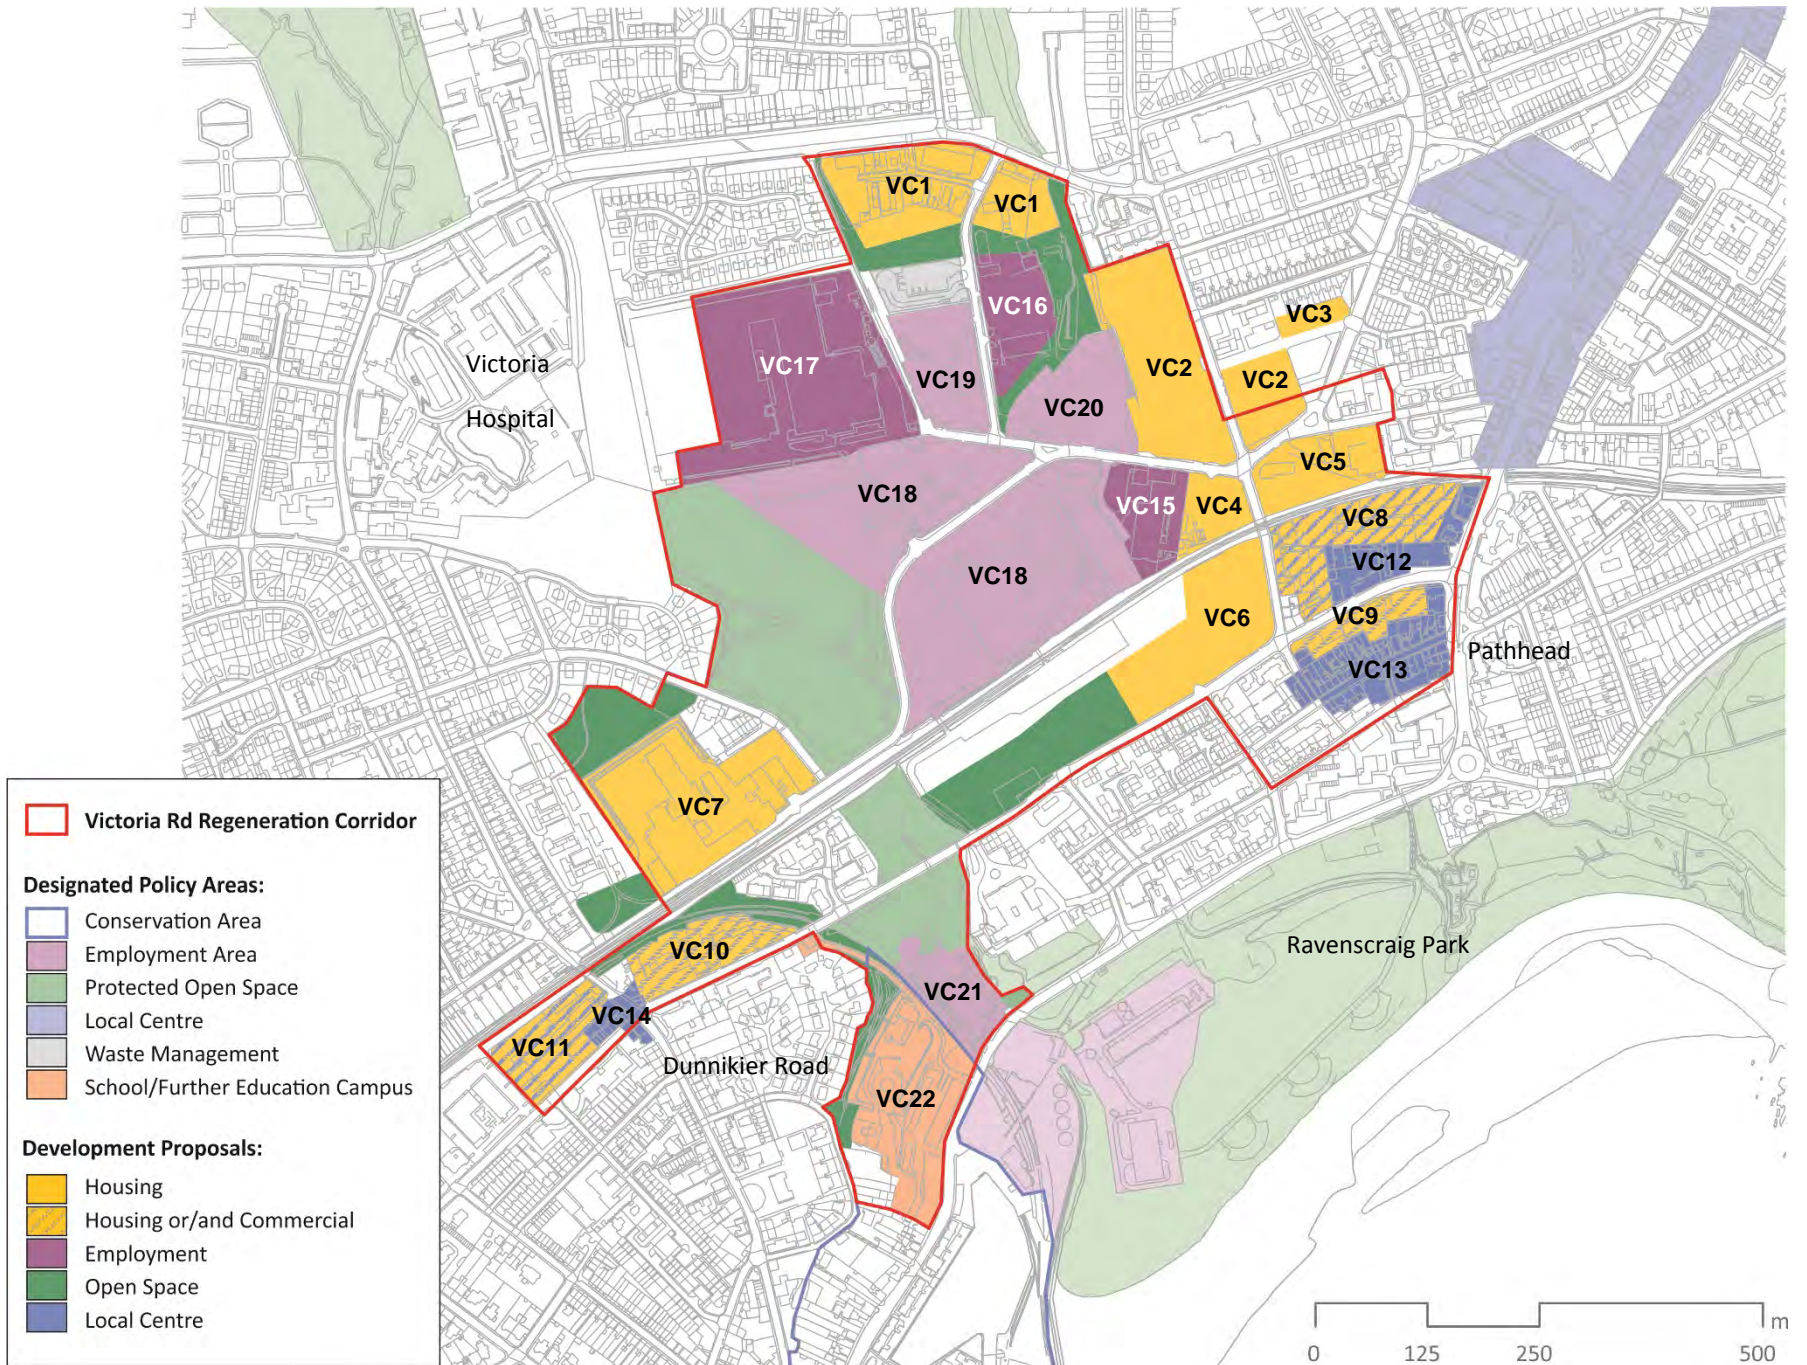 VC1
VC1
VC16
VC3
VC17
VC2
VC2
Victoria
Hospital
VC19
VC20
VC5
VC18
VC15
VC4
VC8
VC12
VC18
VC6
VC9
Pathhead
VC13
VC7
VC10
Ravenscraig Park
VC21
VC14
VC11
Dunnikier Road
VC22
Victoria Rd Regeneration Corridor
Designated Policy Areas:
Conservation Area
Employment Area
Protected Open Space
Local Centre
Waste Management
School/Further Education Campus
Development Proposals:
Housing
Housing or/and Commercial
Employment
Open Space
Local Centre
m
0 125 250 500